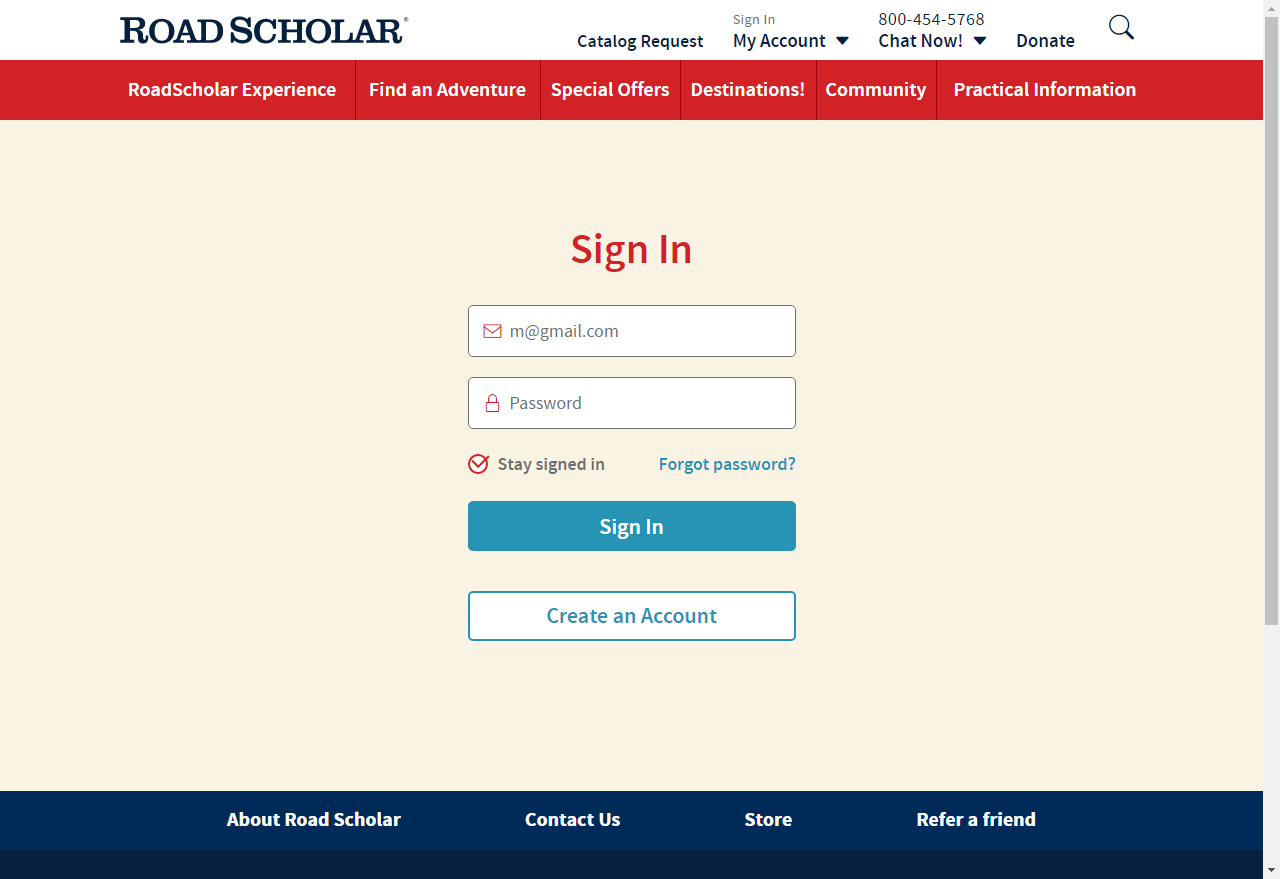 ROAD SCHOLAR®
Sign In
800-454-5768
Catalog Request
My Account
Chat Now!
Donate
RoadScholar Experience
Find an Adventure
Special Offers
Destinations!
Community
Practical Information
Sign In
m@gmail.com
Password
Stay signed in
Forgot password?
Sign In
Create an Account
About Road Scholar
Contact Us
Store
Refer a friend